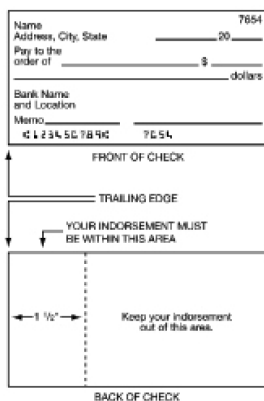 7654
Name
Address, City, State 20
Pay to the
order of $
dollars
Bank Name
and Location
Memo
7654
FRONT OF CHECK
TRAILING EDGE
YOUR INDORSEMENT MUST
BE WITHIN THIS AREA
1 ½"
Keep your indorsement
out of this area.
BACK OF CHECK